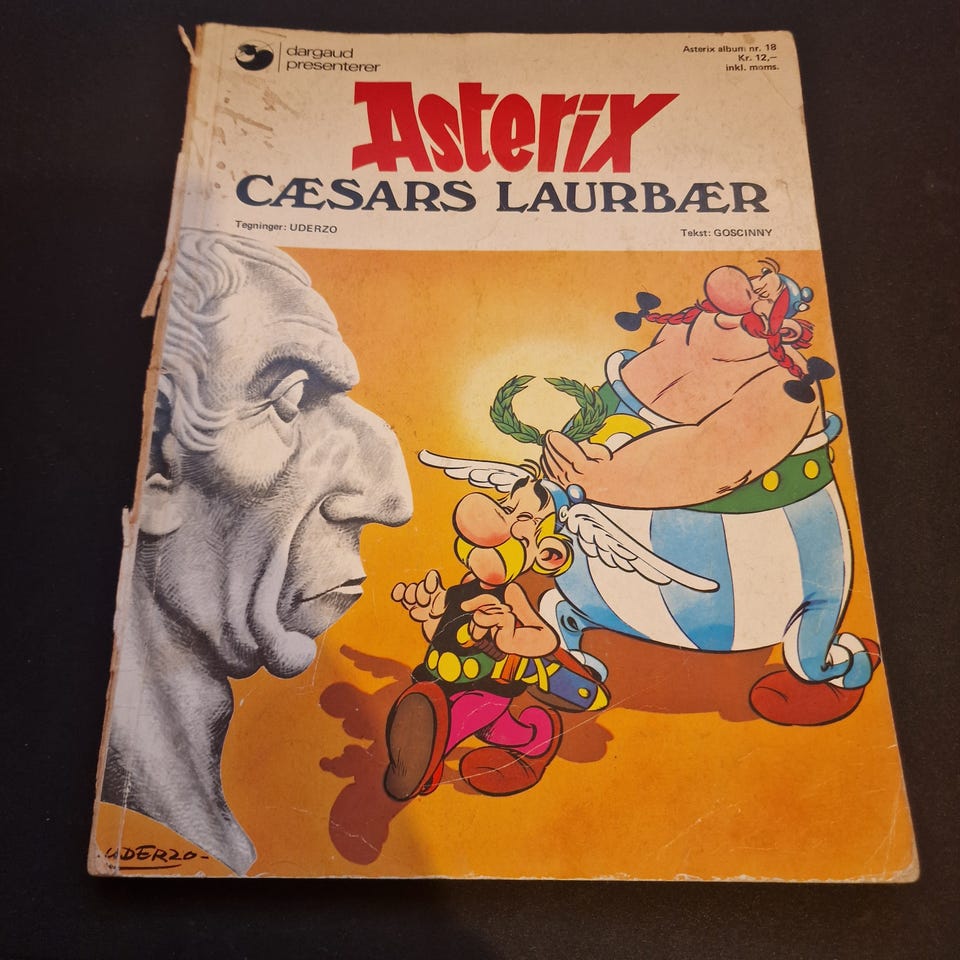 dargaud
presenterer
Asterix album nr. 18
Kr. 12,–
inkl. moms.
Asterix
CÆSARS LAURBÆR
Tegninger: UDERZO
Tekst: GOSCINNY
UDERZO-